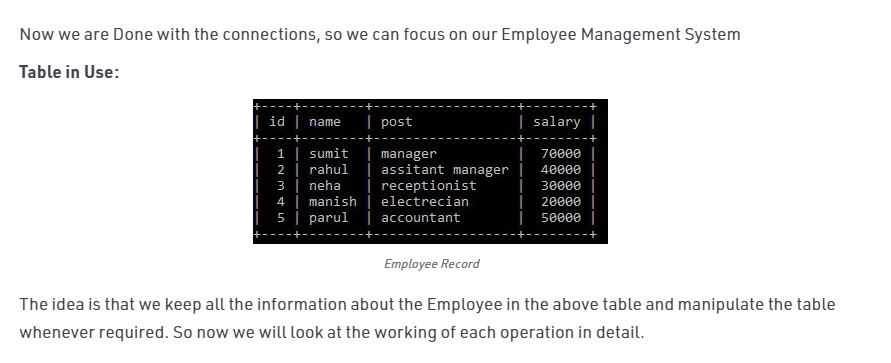 Now we are Done with the connections, so we can focus on our Employee Management System
Table in Use:
+----+--------+------------------+--------+
| id | name   | post             | salary |
+----+--------+------------------+--------+
|  1 | sumit  | manager          |  70000 |
|  2 | rahul  | assitant manager |  40000 |
|  3 | neha   | receptionist     |  30000 |
|  4 | manish | electrecian      |  20000 |
|  5 | parul  | accountant       |  50000 |
+----+--------+------------------+--------+
Employee Record
The idea is that we keep all the information about the Employee in the above table and manipulate the table
whenever required. So now we will look at the working of each operation in detail.